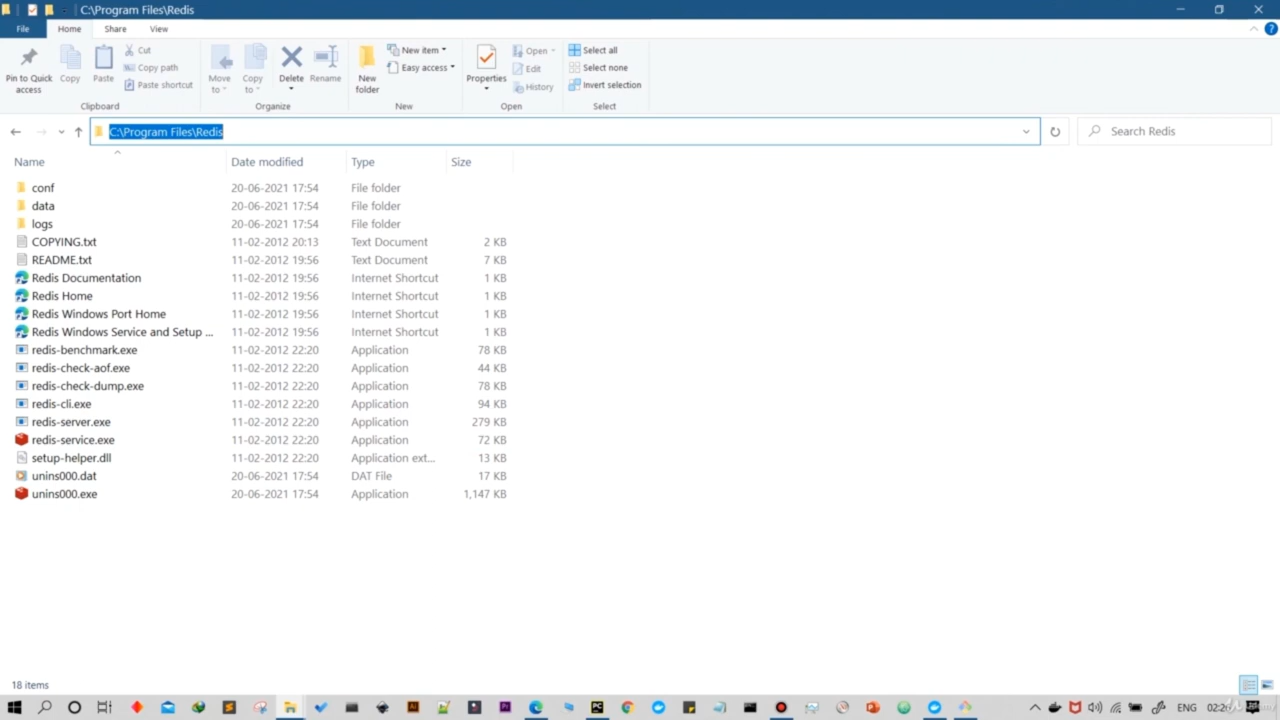 C:\Program Files\Redis
File Home Share View
Pin to Quick access
Copy
Paste
Cut
Copy path
Paste shortcut
Clipboard
Move to
Copy to
Delete
Rename
Organize
New folder
New item
Easy access
New
Properties
Open
Edit
History
Open
Select all
Select none
Invert selection
Select
C:\Program Files\Redis
Search Redis
Name Date modified Type Size
conf 20-06-2021 17:54 File folder
data 20-06-2021 17:54 File folder
logs 20-06-2021 17:54 File folder
COPYING.txt 11-02-2012 20:13 Text Document 2 KB
README.txt 11-02-2012 19:56 Text Document 7 KB
Redis Documentation 11-02-2012 19:56 Internet Shortcut 1 KB
Redis Home 11-02-2012 19:56 Internet Shortcut 1 KB
Redis Windows Port Home 11-02-2012 19:56 Internet Shortcut 1 KB
Redis Windows Service and Setup ... 11-02-2012 19:56 Internet Shortcut 1 KB
redis-benchmark.exe 11-02-2012 22:20 Application 78 KB
redis-check-aof.exe 11-02-2012 22:20 Application 44 KB
redis-check-dump.exe 11-02-2012 22:20 Application 78 KB
redis-cli.exe 11-02-2012 22:20 Application 94 KB
redis-server.exe 11-02-2012 22:20 Application 279 KB
redis-service.exe 11-02-2012 22:20 Application 72 KB
setup-helper.dll 11-02-2012 22:20 Application ext... 13 KB
unins000.dat 20-06-2021 17:54 DAT File 17 KB
unins000.exe 20-06-2021 17:54 Application 1,147 KB
18 items
ENG